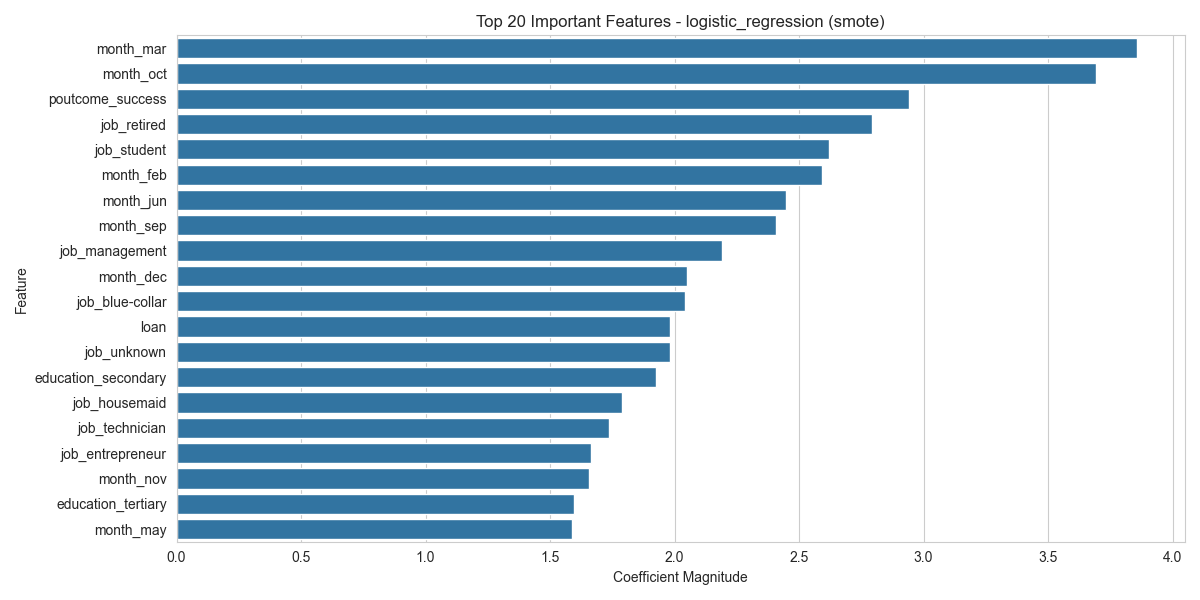 Top 20 Important Features - logistic_regression (smote)
Feature
month_mar
month_oct
poutcome_success
job_retired
job_student
month_feb
month_jun
month_sep
job_management
month_dec
job_blue-collar
loan
job_unknown
education_secondary
job_housemaid
job_technician
job_entrepreneur
month_nov
education_tertiary
month_may
0.0 0.5 1.0 1.5 2.0 2.5 3.0 3.5 4.0
Coefficient Magnitude